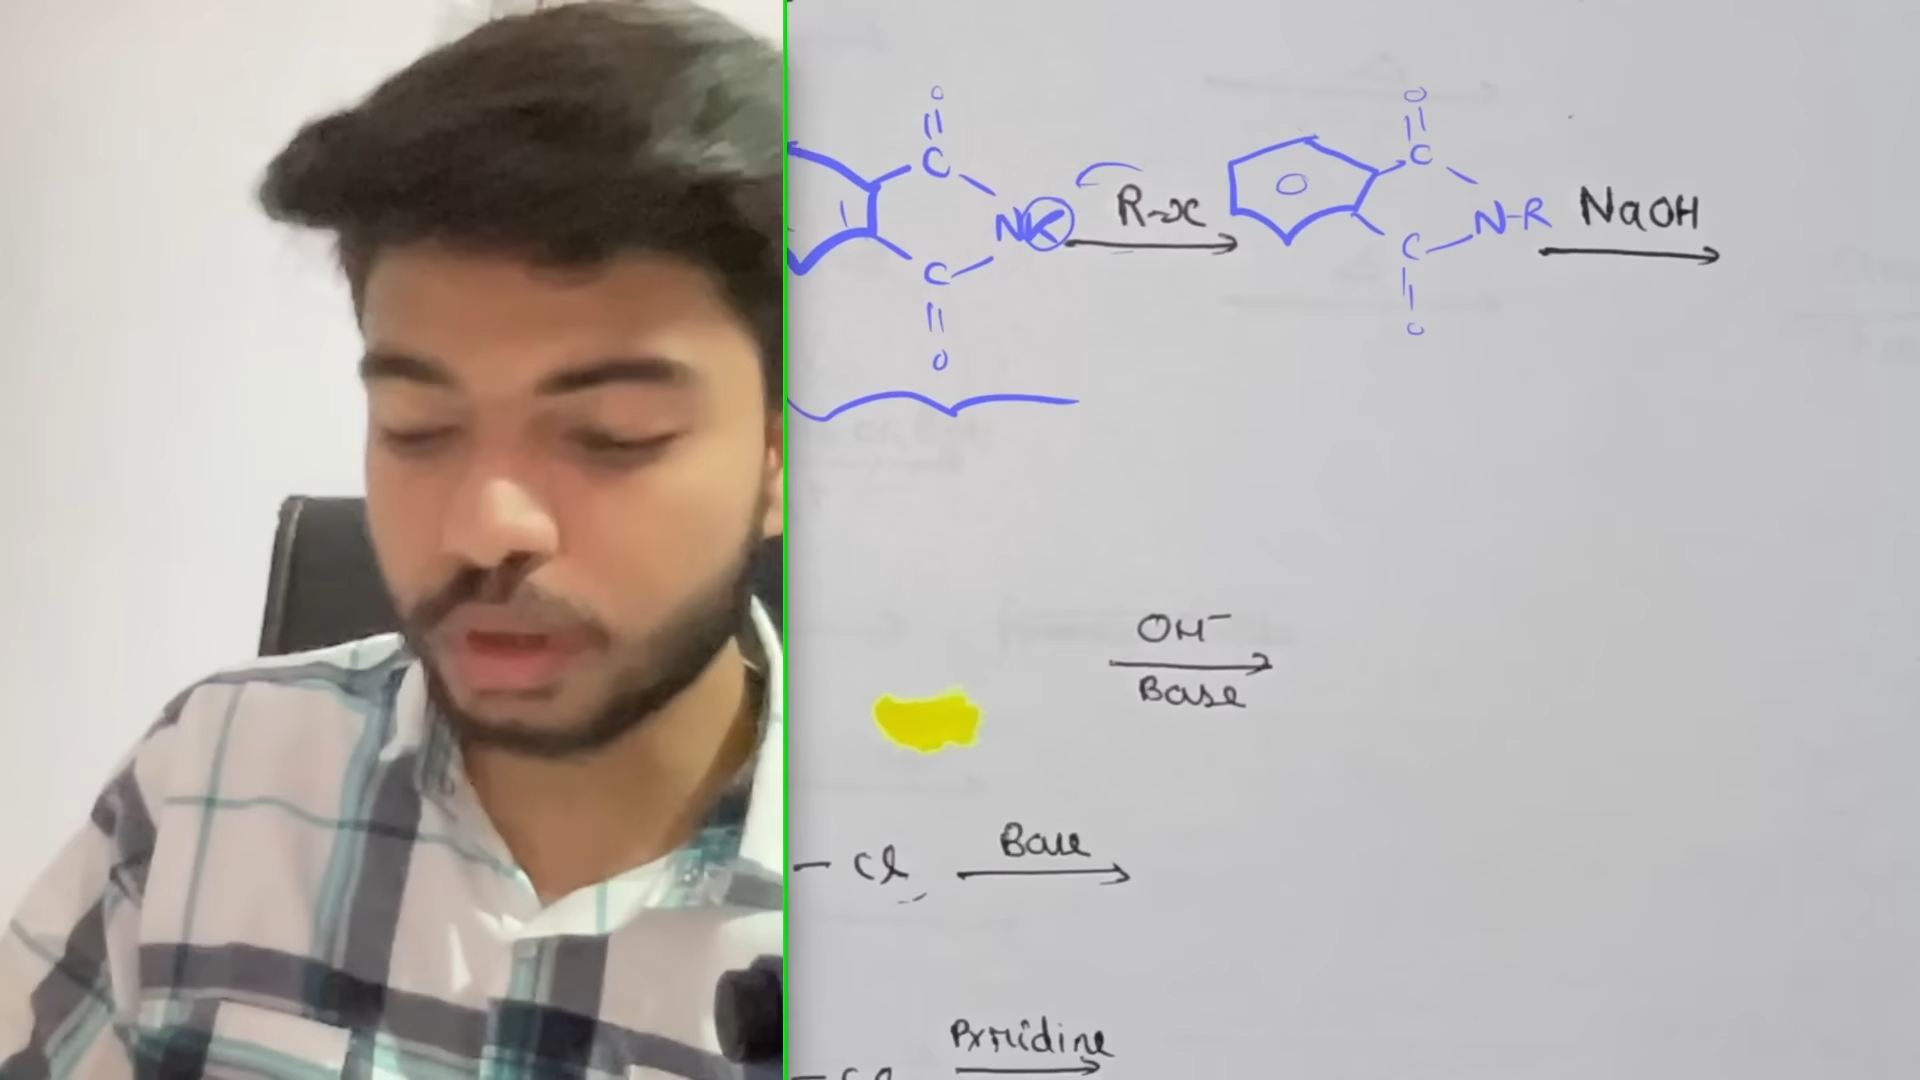 O
C
NK
R-x
C
O
O
C
N-R
C
O
NaOH
OH⁻
Base
- Cl
Base
Pyridine